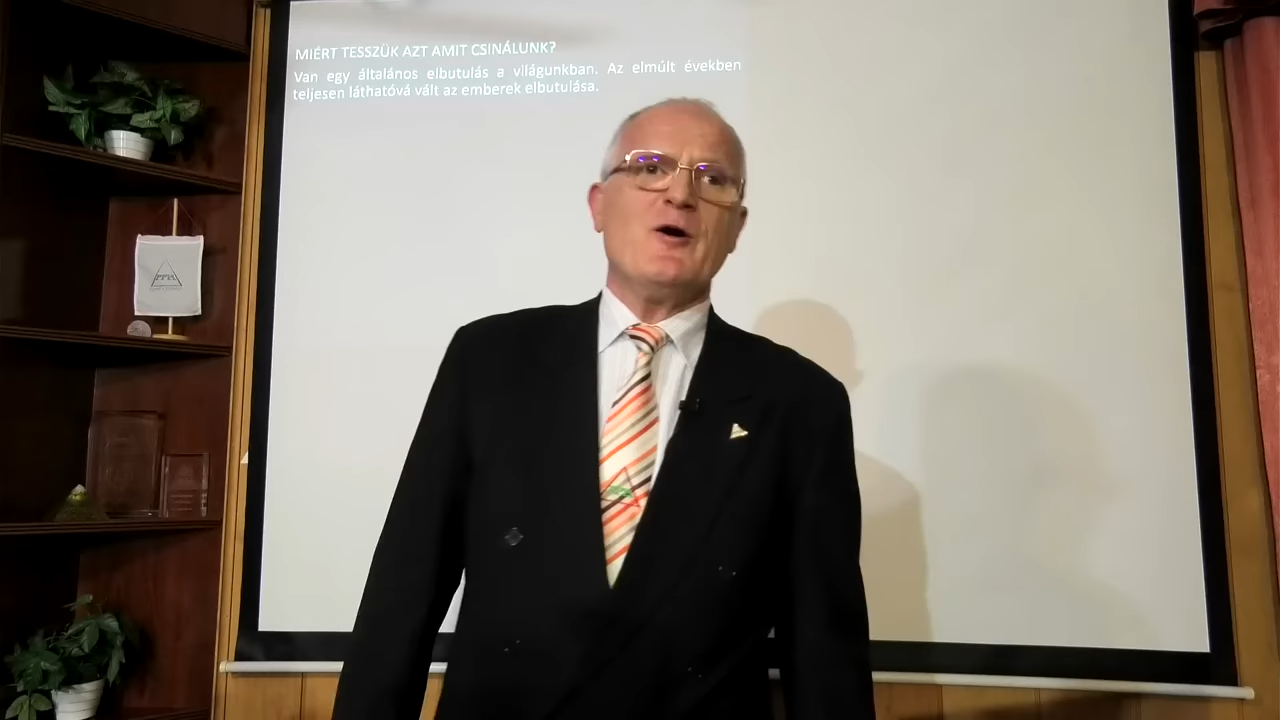 MIÉRT TESSZÜK AZT AMIT CSINÁLUNK?
Van egy általános elbutulás a világunkban. Az elmúlt években
teljesen láthatóvá vált az emberek elbutulása.